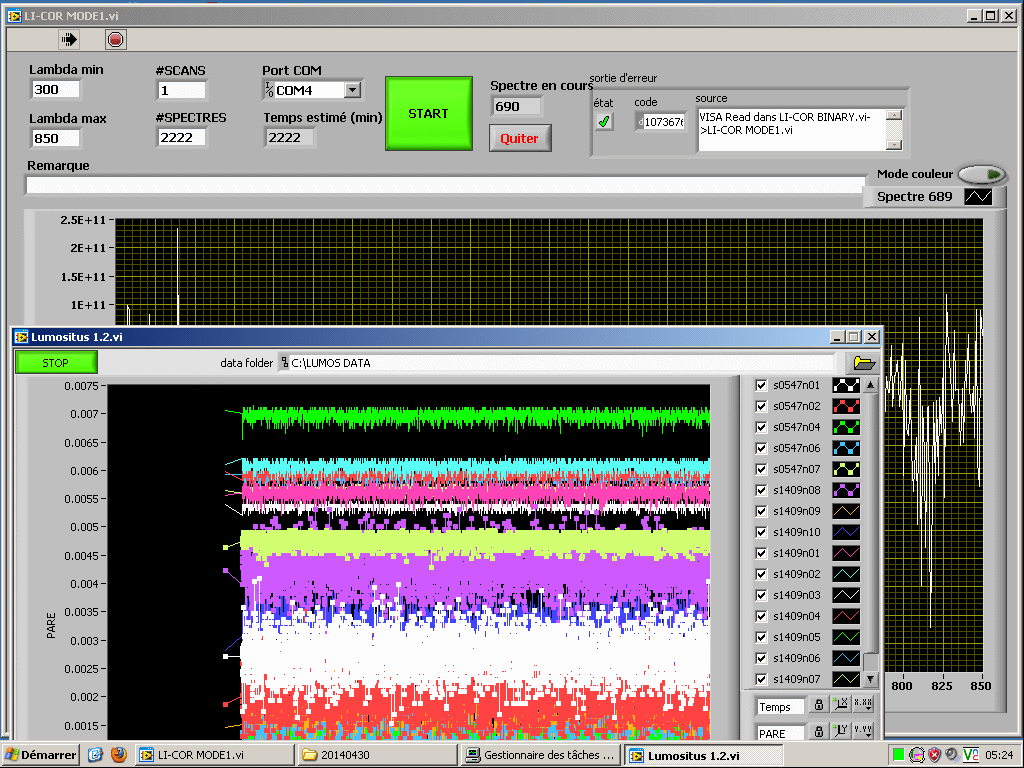 LI-COR MODE1.vi
Lambda min
#SCANS
Port COM
Spectre en cours
sortie d'erreur
300
1
COM4
START
690
état
code
source
Lambda max
#SPECTRES
Temps estimé (min)
VISA Read dans LI-COR BINARY.vi-
>LI-COR MODE1.vi
850
2222
2222
Quiter
Remarque
Mode couleur
Spectre 689
2.5E+11
2E+11
1.5E+11
1E+11
Lumositus 1.2.vi
STOP
data folder
C:\LUMOS DATA
0.0075
0.007
0.0065
0.006
0.0055
0.005
0.0045
0.004
0.0035
0.003
0.0025
0.002
0.0015
PARE
s0547n01
s0547n02
s0547n04
s0547n06
s0547n07
s1409n08
s1409n09
s1409n10
s1409n01
s1409n02
s1409n03
s1409n04
s1409n05
s1409n06
s1409n07
800
825
850
Temps
PARE
Démarrer
LI-COR MODE1.vi
20140430
Gestionnaire des tâches ...
Lumositus 1.2.vi
05:24